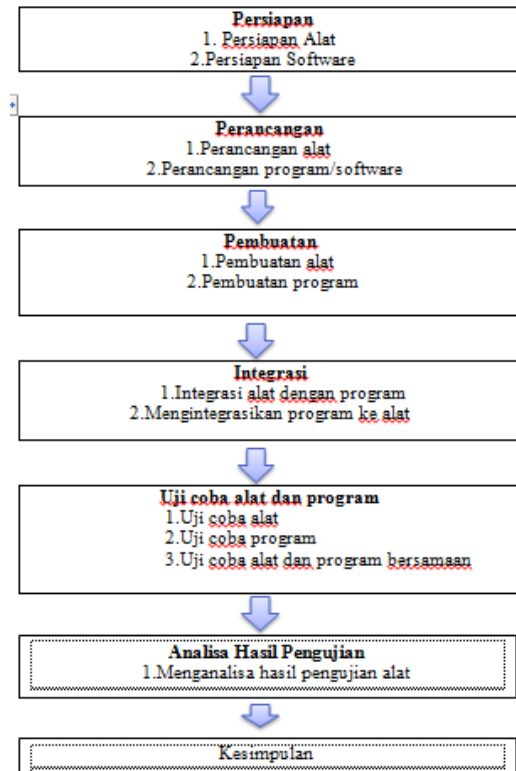 Persiapan
1. Persiapan Alat
2.Persiapan Software
Perancangan
1.Perancangan alat
2.Perancangan program/software
Pembuatan
1.Pembuatan alat
2.Pembuatan program
Integrasi
1.Integrasi alat dengan program
2.Mengintegrasikan program ke alat
Uji coba alat dan program
1.Uji coba alat
2.Uji coba program
3.Uji coba alat dan program bersamaan
Analisa Hasil Pengujian
1.Menganalisa hasil pengujian alat
Kesimpulan